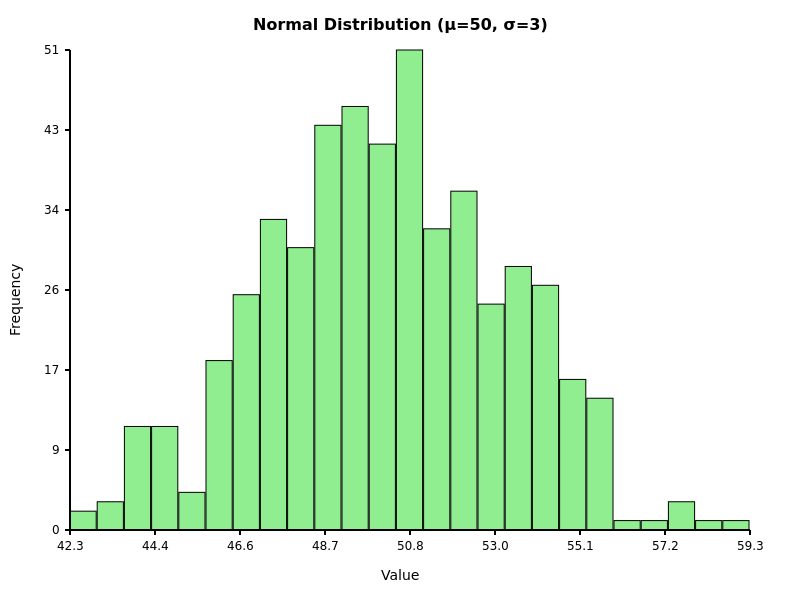 Normal Distribution (μ=50, σ=3)
51
43
34
26
17
9
0
42.3 44.4 46.6 48.7 50.8 53.0 55.1 57.2 59.3
Value
Frequency